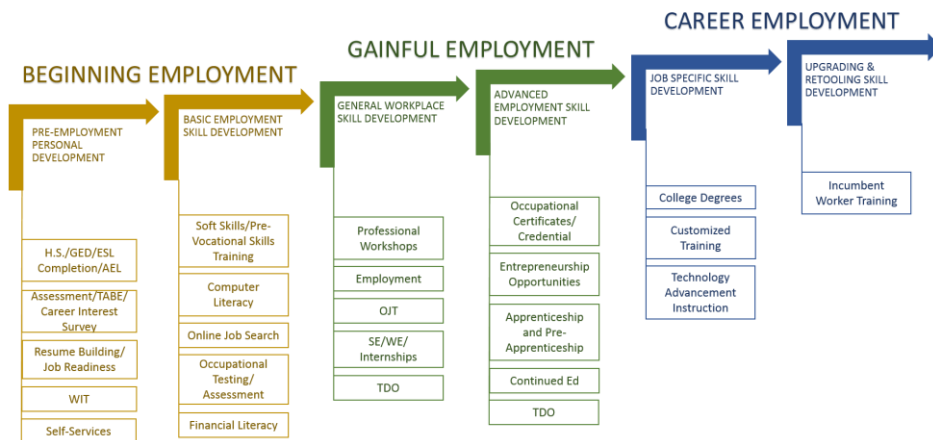 BEGINNING EMPLOYMENT
PRE-EMPLOYMENT
PERSONAL
DEVELOPMENT
H.S./GED/ESL
Completion/AEL
Assessment/TABE/
Career Interest
Survey
Resume Building/
Job Readiness
WIT
Self-Services
BASIC EMPLOYMENT
SKILL DEVELOPMENT
Soft Skills/Pre-
Vocational Skills
Training
Computer
Literacy
Online Job Search
Occupational
Testing/
Assessment
Financial Literacy
GAINFUL EMPLOYMENT
GENERAL WORKPLACE
SKILL DEVELOPMENT
Professional
Workshops
Employment
OJT
SE/WE/
Internships
TDO
ADVANCED
EMPLOYMENT SKILL
DEVELOPMENT
Occupational
Certificates/
Credential
Entrepreneurship
Opportunities
Apprenticeship
and Pre-
Apprenticeship
Continued Ed
TDO
CAREER EMPLOYMENT
JOB SPECIFIC SKILL
DEVELOPMENT
College Degrees
Customized
Training
Technology
Advancement
Instruction
UPGRADING &
RETOOLING SKILL
DEVELOPMENT
Incumbent
Worker Training